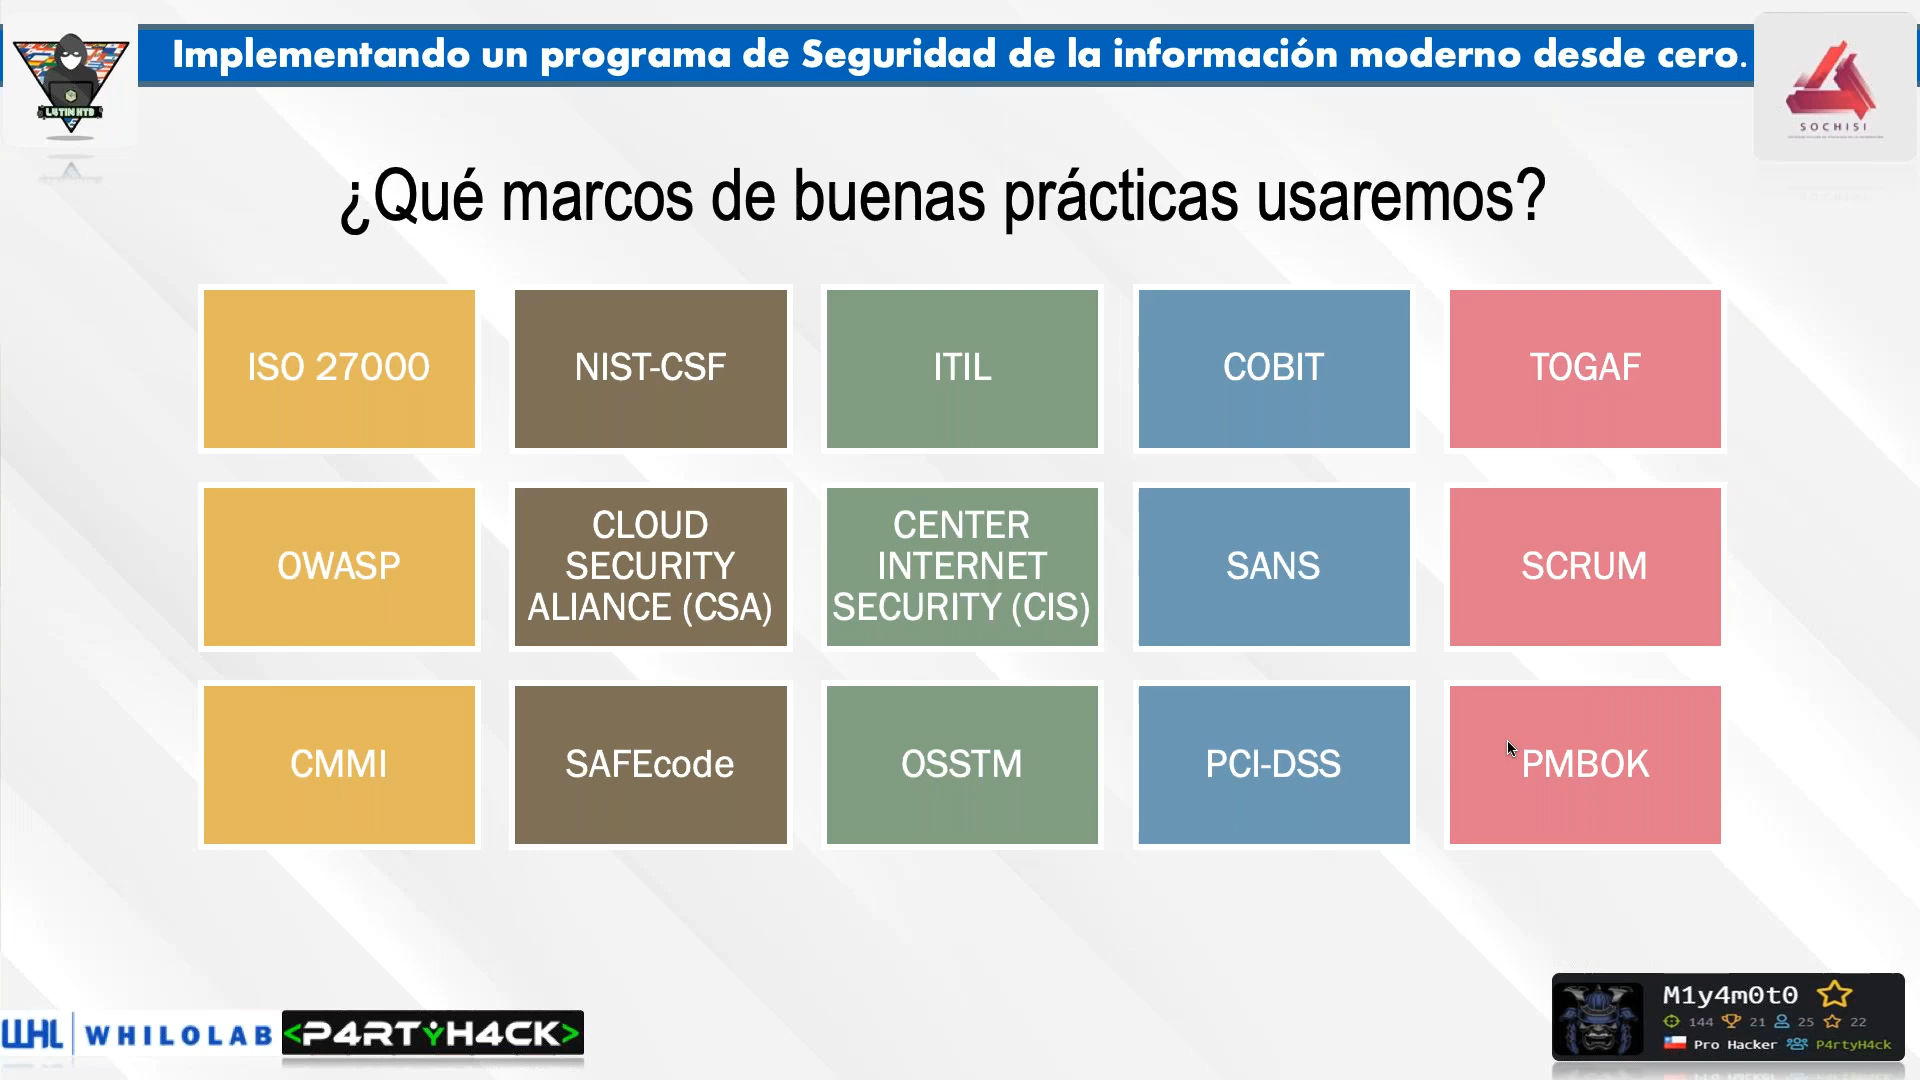 Implementando un programa de Seguridad de la información moderno desde cero.
SOCHISI
¿Qué marcos de buenas prácticas usaremos?
ISO 27000
NIST-CSF
ITIL
COBIT
TOGAF
OWASP
CLOUD
SECURITY
ALIANCE (CSA)
CENTER
INTERNET
SECURITY (CIS)
SANS
SCRUM
CMMI
SAFEcode
OSSTM
PCI-DSS
PMBOK
WHL WHILOLAB
<P4RTYH4CK>
M1y4m0t0
144 21 25 22
Pro Hacker P4rtyH4ck